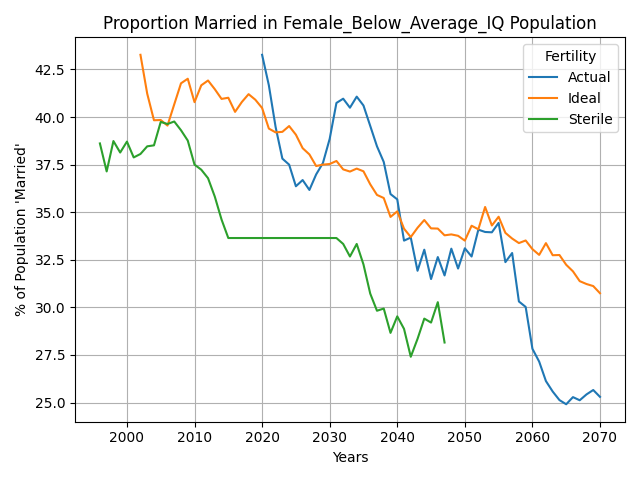 Proportion Married in Female_Below_Average_IQ Population
% of Population 'Married'
42.5
40.0
37.5
35.0
32.5
30.0
27.5
25.0
Fertility
Actual
Ideal
Sterile
2000 2010 2020 2030 2040 2050 2060 2070
Years